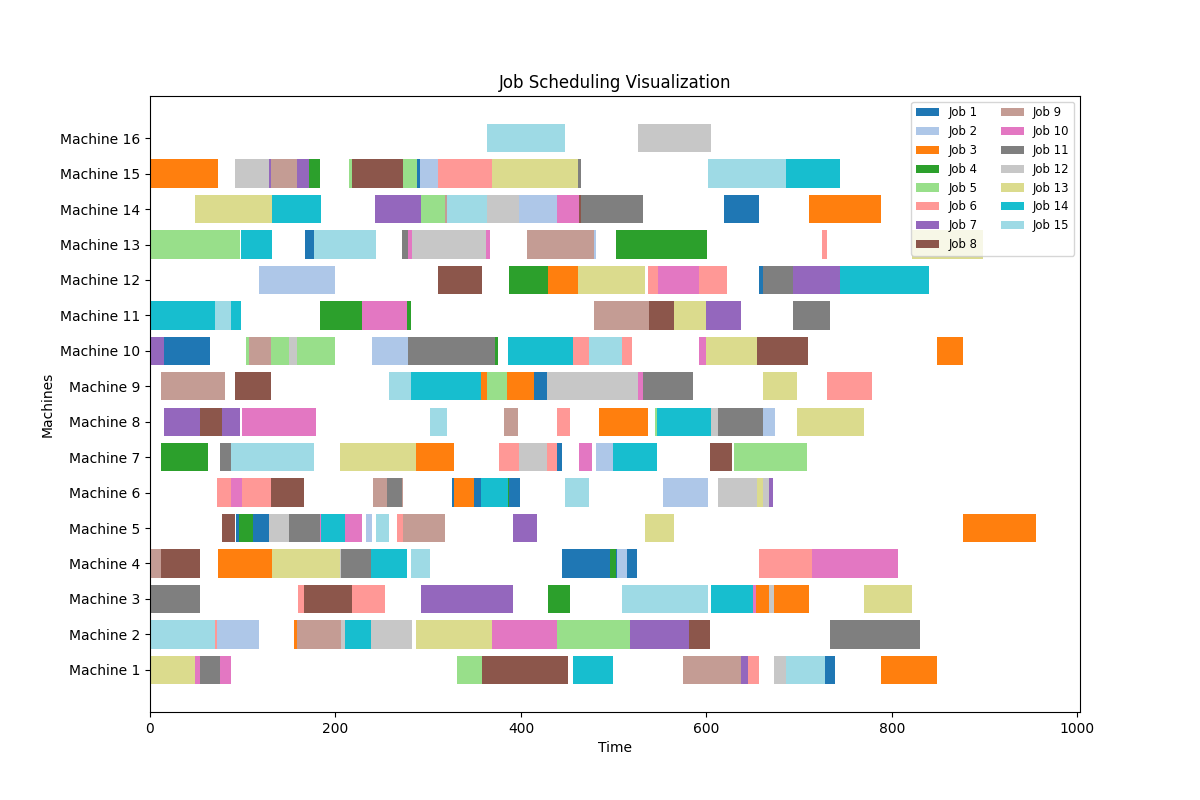 Job Scheduling Visualization
Machine 16
Machine 15
Machine 14
Machine 13
Machine 12
Machine 11
Machine 10
Machine 9
Machine 8
Machine 7
Machine 6
Machine 5
Machine 4
Machine 3
Machine 2
Machine 1
Machines
0 200 400 600 800 1000
Time
Job 1
Job 2
Job 3
Job 4
Job 5
Job 6
Job 7
Job 8
Job 9
Job 10
Job 11
Job 12
Job 13
Job 14
Job 15